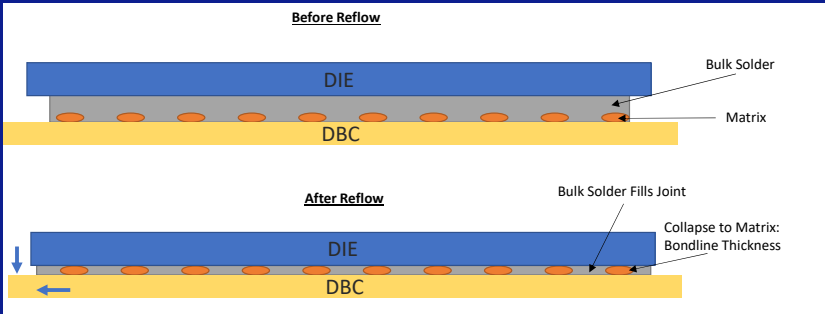 Before Reflow
Bulk Solder
DIE
Matrix
DBC
After Reflow
Bulk Solder Fills Joint
Collapse to Matrix:
Bondline Thickness
DIE
DBC